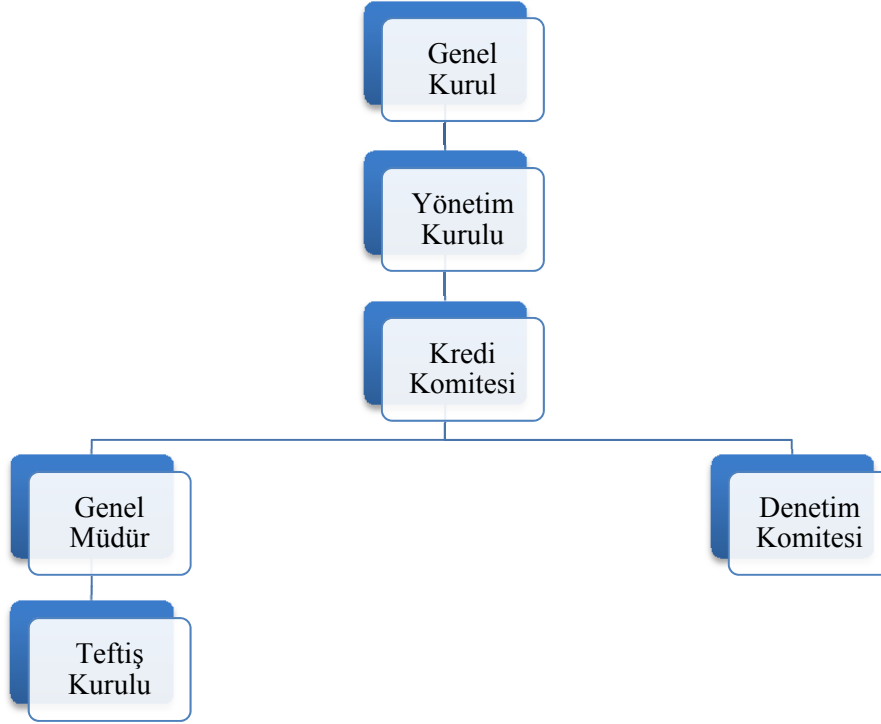 Genel
Kurul
Yönetim
Kurulu
Kredi
Komitesi
Genel
Müdür
Denetim
Komitesi
Teftiş
Kurulu